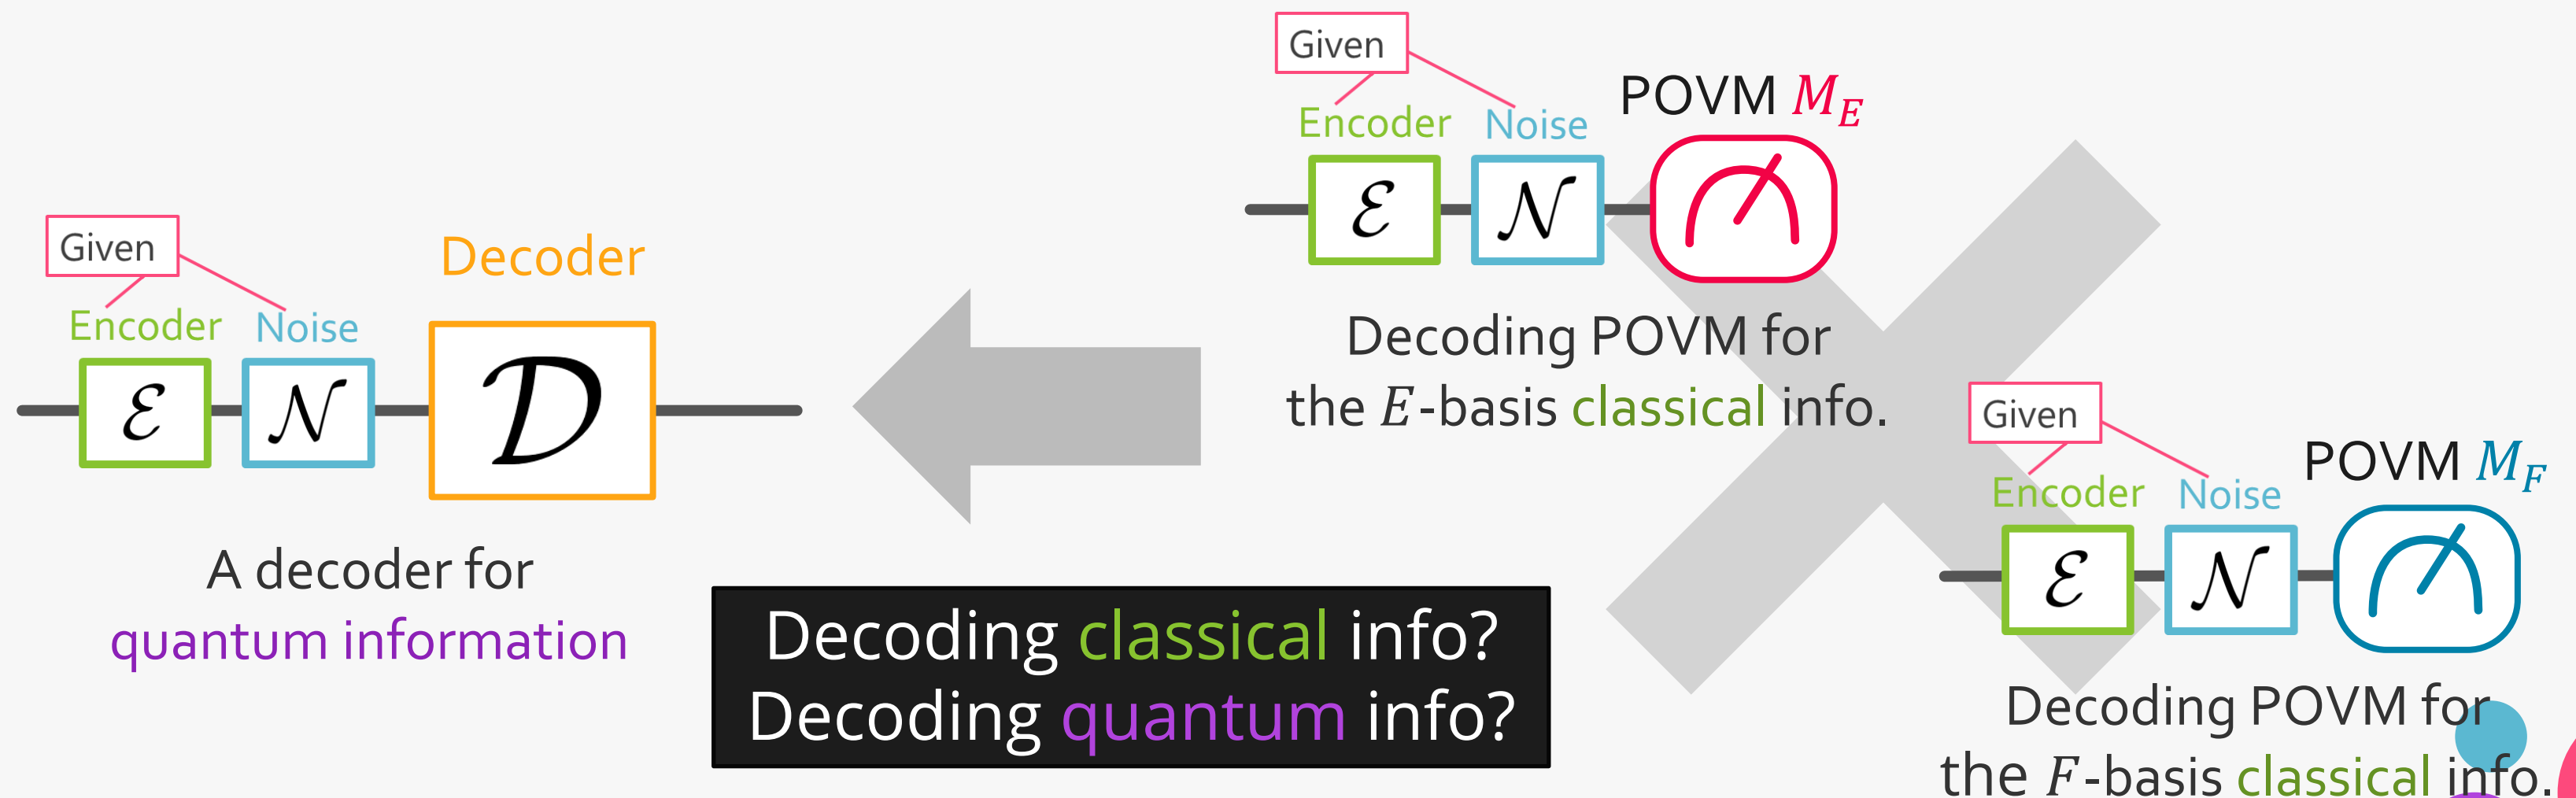 Given
Encoder Noise
Decoder
ℰ 𝒩 𝒟
A decoder for
quantum information
Given
Encoder Noise
POVM M_E
ℰ 𝒩
Decoding POVM for
the E-basis classical info.
Given
Encoder Noise
POVM M_F
ℰ 𝒩
Decoding POVM for
the F-basis classical info.
Decoding classical info?
Decoding quantum info?